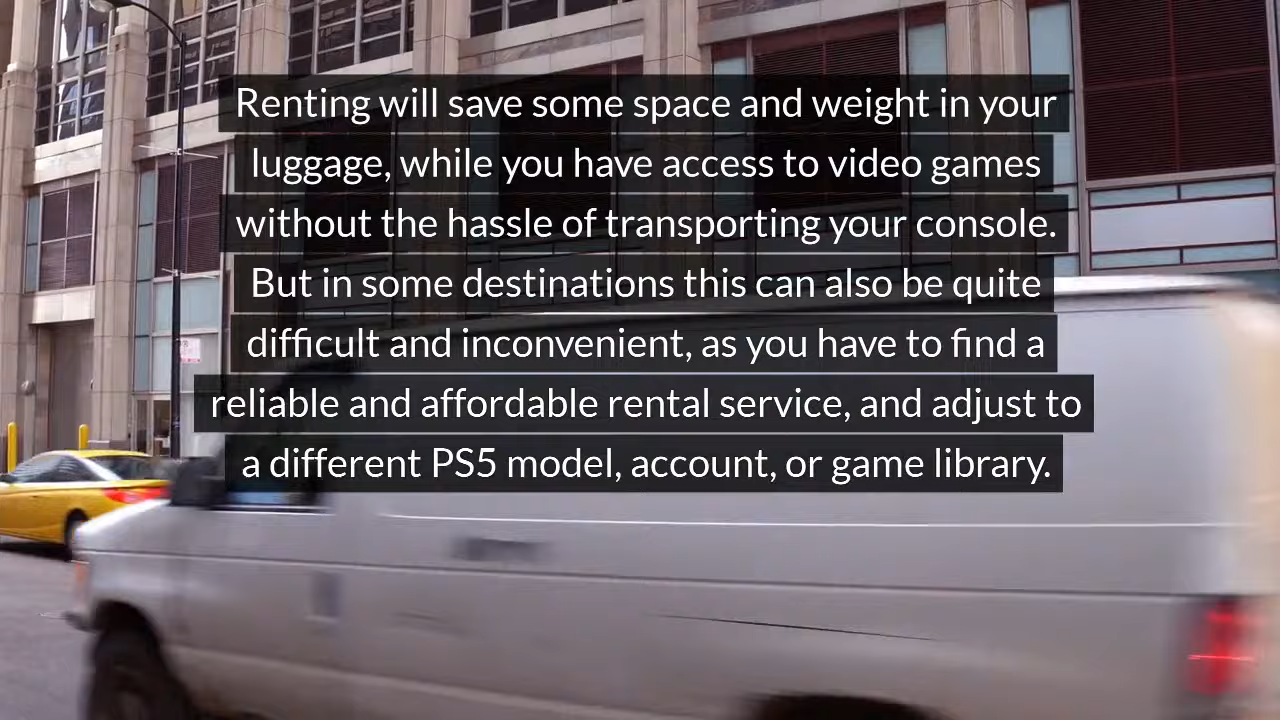 Renting will save some space and weight in your
luggage, while you have access to video games
without the hassle of transporting your console.
But in some destinations this can also be quite
difficult and inconvenient, as you have to find a
reliable and affordable rental service, and adjust to
a different PS5 model, account, or game library.